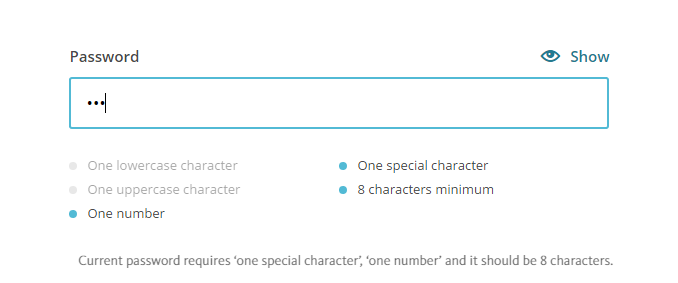 Password
Show
•••
One lowercase character
One special character
One uppercase character
8 characters minimum
One number
Current password requires ‘one special character’, ‘one number’ and it should be 8 characters.